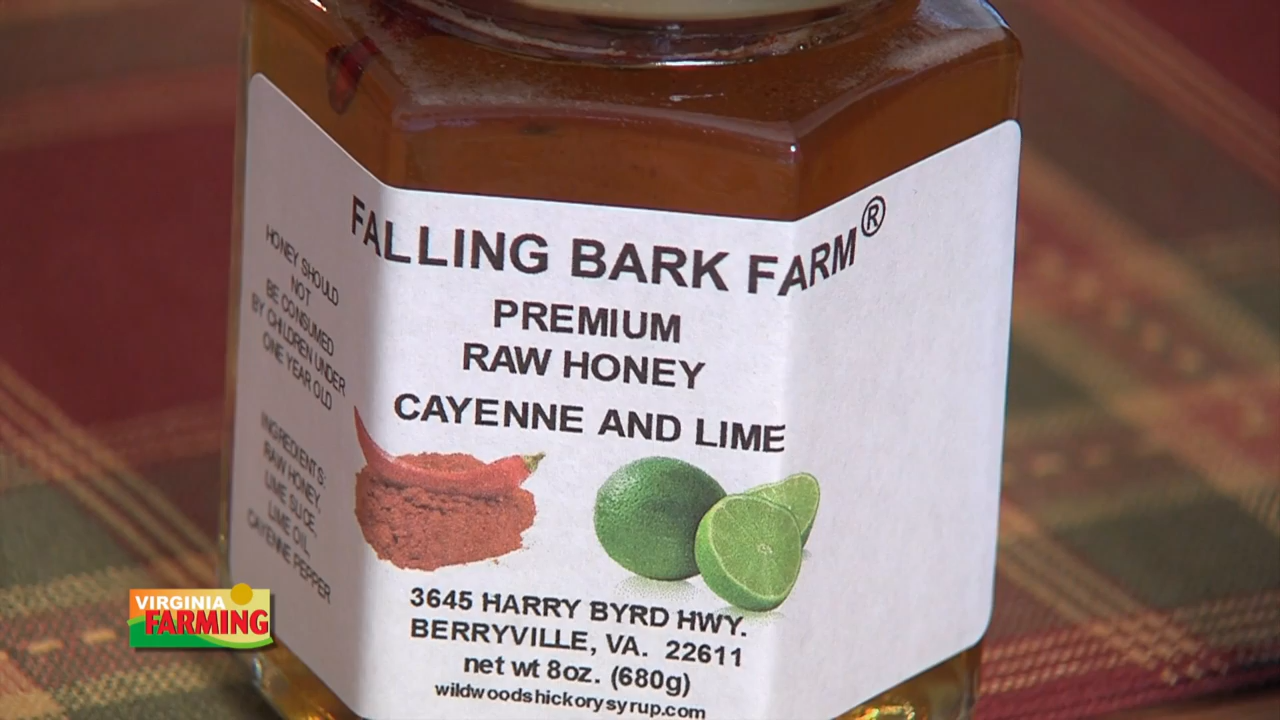 HONEY SHOULD
NOT
BE CONSUMED
BY CHILDREN UNDER
ONE YEAR OLD
INGREDIENTS:
RAW HONEY,
LIME SLICE,
LIME OIL,
CAYENNE PEPPER
FALLING BARK FARM®
PREMIUM
RAW HONEY
CAYENNE AND LIME
3645 HARRY BYRD HWY.
BERRYVILLE, VA. 22611
net wt 8oz. (680g)
wildwoodshickorysyrup.com
VIRGINIA
FARMING